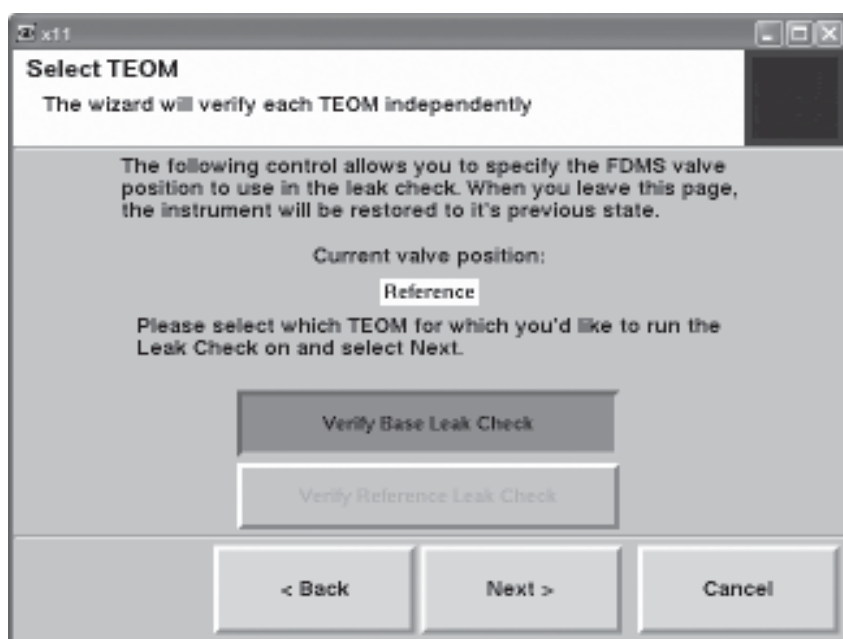 x11
Select TEOM
The wizard will verify each TEOM independently
The following control allows you to specify the FDMS valve
position to use in the leak check. When you leave this page,
the instrument will be restored to it's previous state.
Current valve position:
Reference
Please select which TEOM for which you'd like to run the
Leak Check on and select Next.
Verify Base Leak Check
Verify Reference Leak Check
< Back
Next >
Cancel